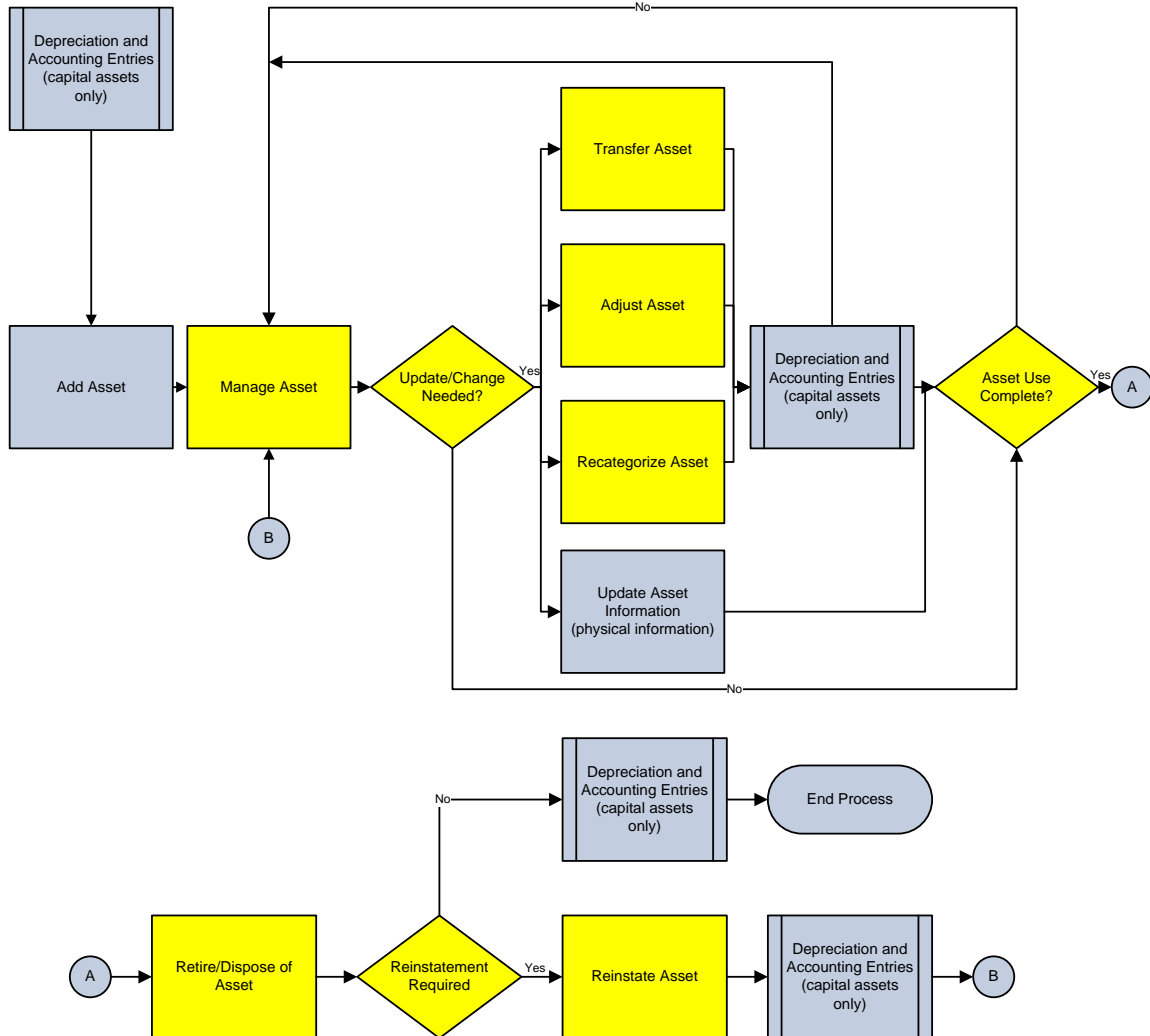 No
Depreciation and
Accounting Entries
(capital assets
only)
Transfer Asset
Adjust Asset
Add Asset
Manage Asset
Update/Change
Needed?
Yes
Depreciation and
Accounting Entries
(capital assets
only)
Asset Use
Complete?
Yes
A
Recategorize Asset
B
Update Asset
Information
(physical information)
No
Depreciation and
Accounting Entries
(capital assets
only)
No
End Process
A
Retire/Dispose of
Asset
Reinstatement
Required
Yes
Reinstate Asset
Depreciation and
Accounting Entries
(capital assets
only)
B